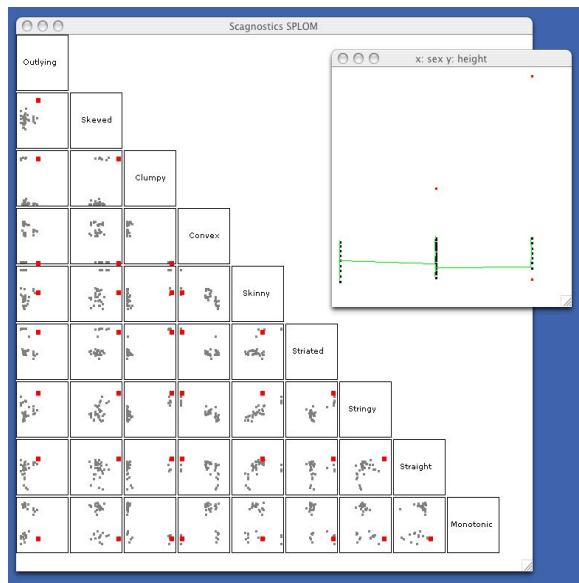 Scagnostics SPLOM
Outlying
x: sex y: height
Skewed
Clumpy
Convex
Skinny
Striated
Stringy
Straight
Monotonic